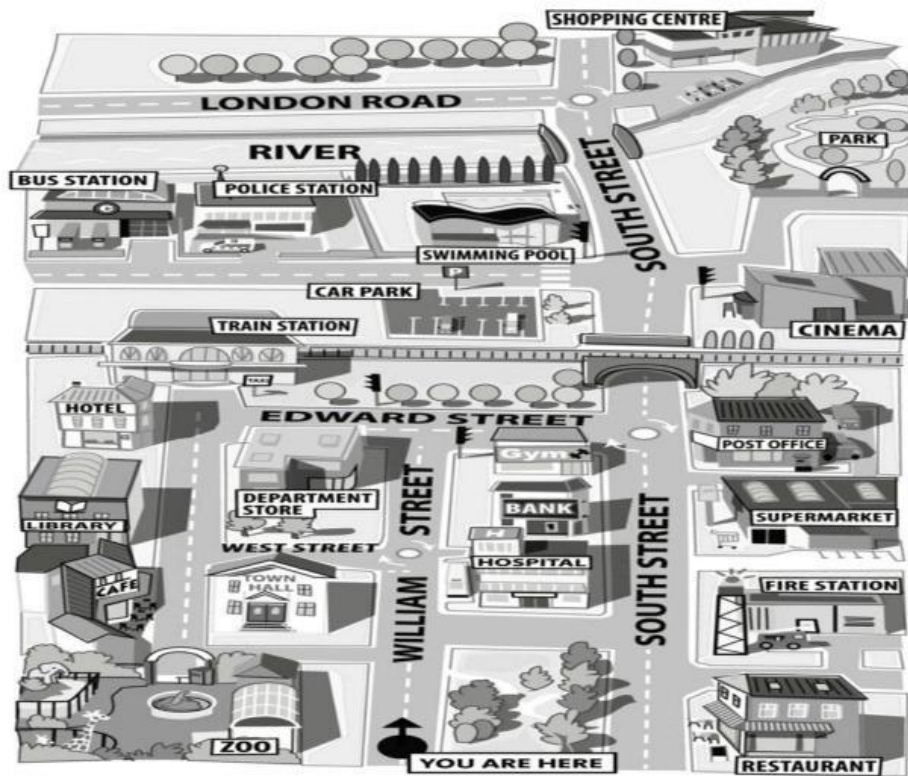 SHOPPING CENTRE
LONDON ROAD
RIVER
SOUTH STREET
PARK
BUS STATION
POLICE STATION
SWIMMING POOL
P
CAR PARK
CINEMA
TRAIN STATION
TAXI
HOTEL
EDWARD STREET
Gym
POST OFFICE
DEPARTMENT
STORE
WILLIAM STREET
BANK
SOUTH STREET
SUPERMARKET
LIBRARY
WEST STREET
H
HOSPITAL
CAFE
TOWN
HALL
FIRE STATION
ZOO
YOU ARE HERE
RESTAURANT